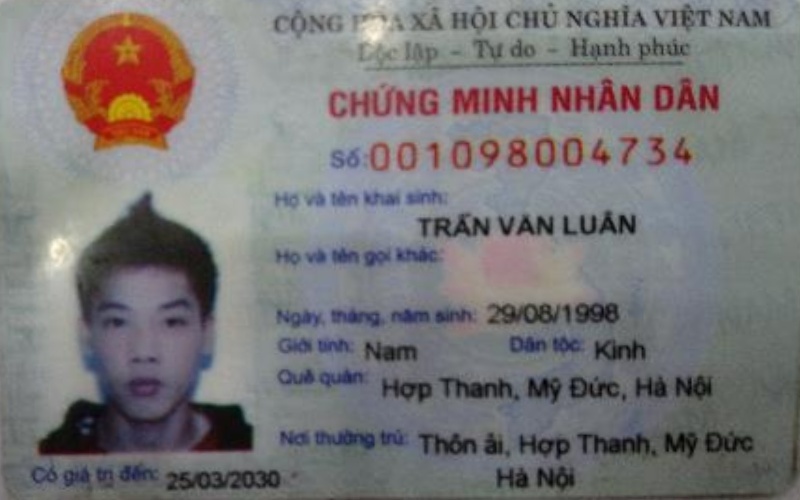 CỘNG HÒA XÃ HỘI CHỦ NGHĨA VIỆT NAM
Độc lập - Tự do - Hạnh phúc
CHỨNG MINH NHÂN DÂN
Số: 001098004734
Họ và tên khai sinh:
TRẦN VĂN LUÂN
Họ và tên gọi khác:
Ngày, tháng, năm sinh: 29/08/1998
Giới tính: Nam Dân tộc: Kinh
Quê quán: Hợp Thanh, Mỹ Đức, Hà Nội
Nơi thường trú: Thôn ải, Hợp Thanh, Mỹ Đức
Hà Nội
Có giá trị đến: 25/03/2030